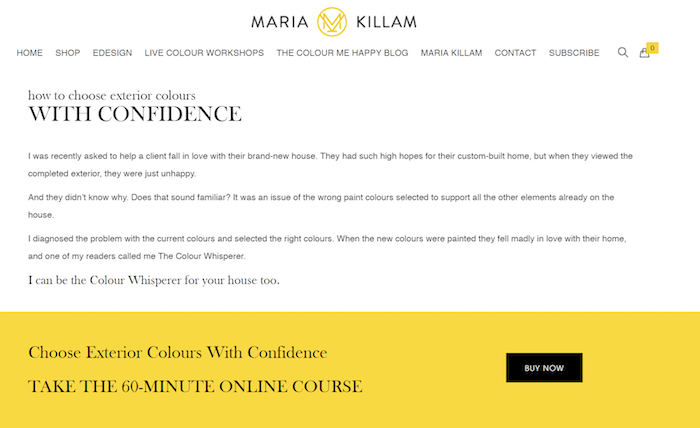 MARIA KILLAM
HOME SHOP EDESIGN LIVE COLOUR WORKSHOPS THE COLOUR ME HAPPY BLOG MARIA KILLAM CONTACT SUBSCRIBE 0
how to choose exterior colours
WITH CONFIDENCE
I was recently asked to help a client fall in love with their brand-new house. They had such high hopes for their custom-built home, but when they viewed the
completed exterior, they were just unhappy.
And they didn't know why. Does that sound familiar? It was an issue of the wrong paint colours selected to support all the other elements already on the
house.
I diagnosed the problem with the current colours and selected the right colours. When the new colours were painted they fell madly in love with their home,
and one of my readers called me The Colour Whisperer.
I can be the Colour Whisperer for your house too.
Choose Exterior Colours With Confidence
TAKE THE 60-MINUTE ONLINE COURSE
BUY NOW